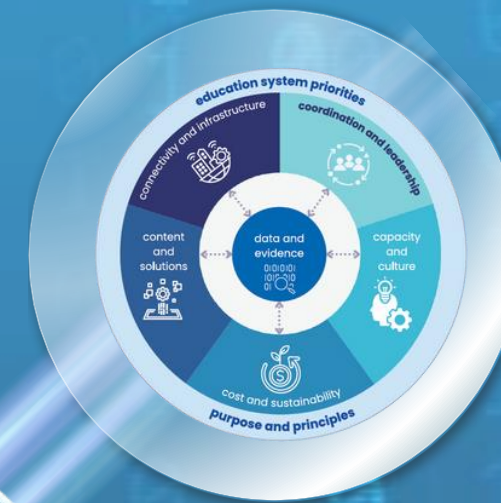 education system priorities
connectivity and infrastructure
coordination and leadership
content
and
solutions
data and
evidence
01010101
capacity
and
culture
cost and sustainability
purpose and principles